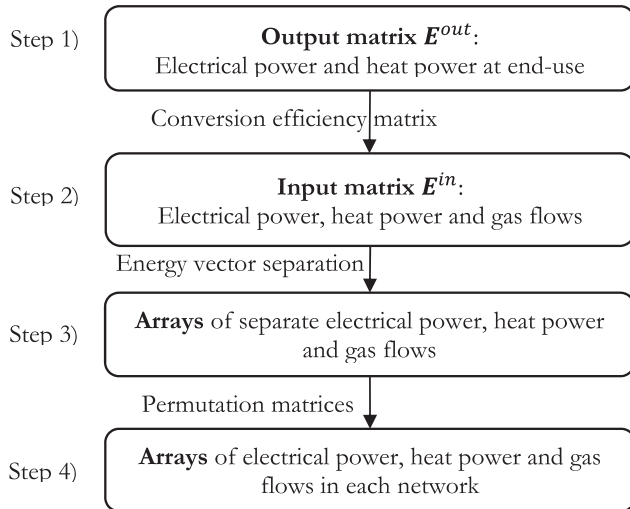 Step 1)
Output matrix E^out:
Electrical power and heat power at end-use
Conversion efficiency matrix
Step 2)
Input matrix E^in:
Electrical power, heat power and gas flows
Energy vector separation
Step 3)
Arrays of separate electrical power, heat power
and gas flows
Permutation matrices
Step 4)
Arrays of electrical power, heat power and gas
flows in each network